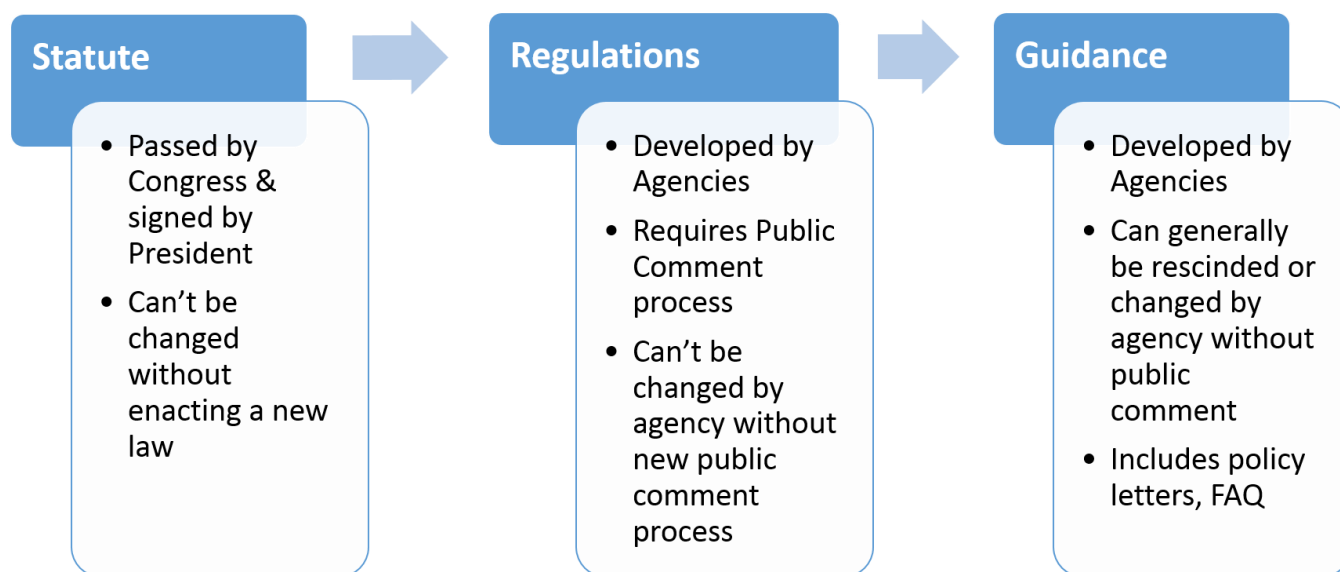 Statute
• Passed by
Congress &
signed by
President
• Can’t be
changed
without
enacting a new
law
Regulations
• Developed by
Agencies
• Requires Public
Comment
process
• Can’t be
changed by
agency without
new public
comment
process
Guidance
• Developed by
Agencies
• Can generally
be rescinded or
changed by
agency without
public
comment
• Includes policy
letters, FAQ